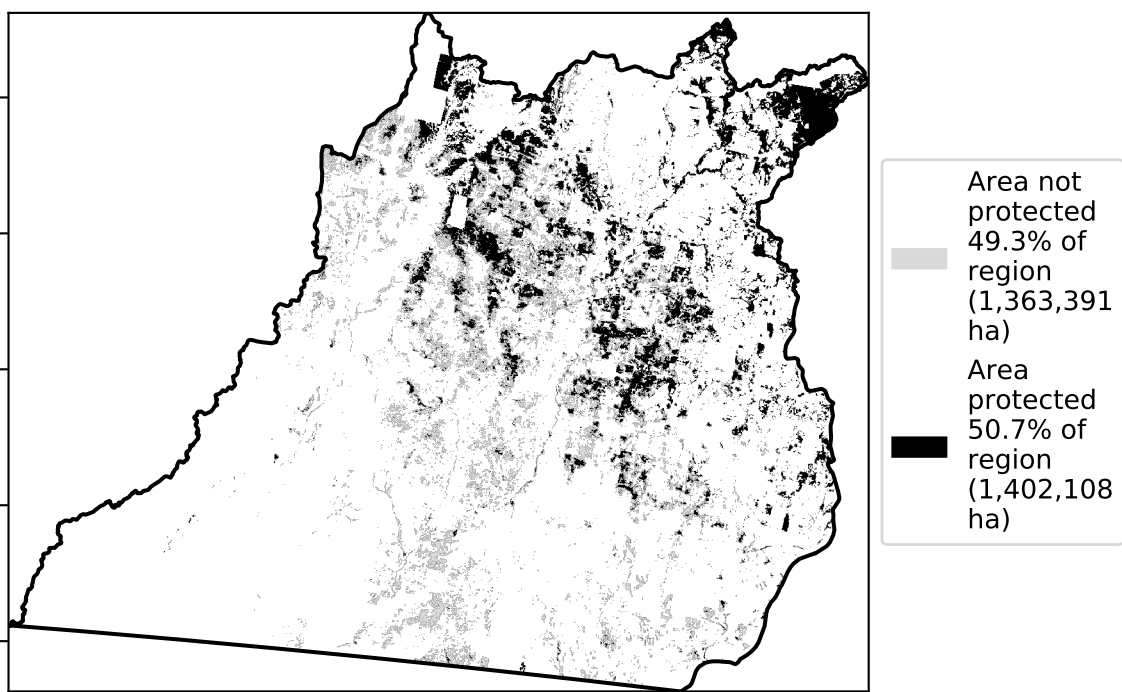 Area not
protected
49.3% of
region
(1,363,391
ha)
Area
protected
50.7% of
region
(1,402,108
ha)